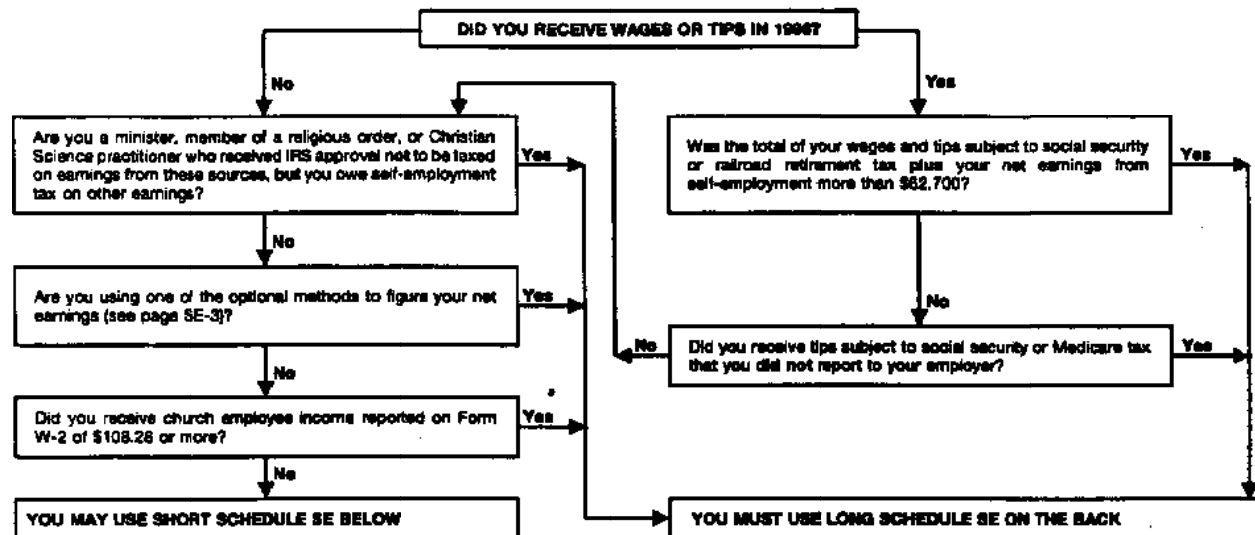 DID YOU RECEIVE WAGES OR TIPS IN 1996?
No
Yes
Are you a minister, member of a religious order, or Christian
Science practitioner who received IRS approval not to be taxed
on earnings from these sources, but you owe self-employment
tax on other earnings?
Yes
Was the total of your wages and tips subject to social security
or railroad retirement tax plus your net earnings from
self-employment more than $62,700?
Yes
No
No
Are you using one of the optional methods to figure your net
earnings (see page SE-3)?
Yes
No
Did you receive tips subject to social security or Medicare tax
that you did not report to your employer?
Yes
No
Did you receive church employee income reported on Form
W-2 of $108.28 or more?
Yes
No
YOU MAY USE SHORT SCHEDULE SE BELOW
YOU MUST USE LONG SCHEDULE SE ON THE BACK